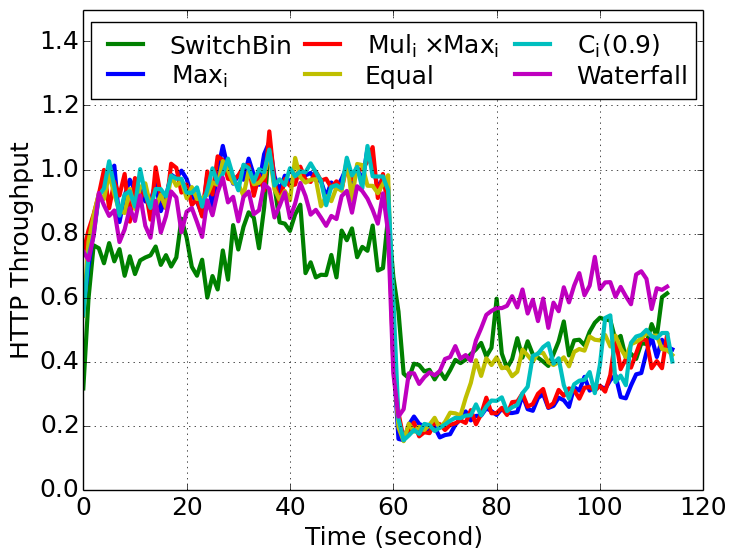 1.4
SwitchBin Mul_i ×Max_i C_i(0.9)
Max_i Equal Waterfall
1.2
1.0
0.8
0.6
0.4
0.2
0.0
HTTP Throughput
0 20 40 60 80 100 120
Time (second)